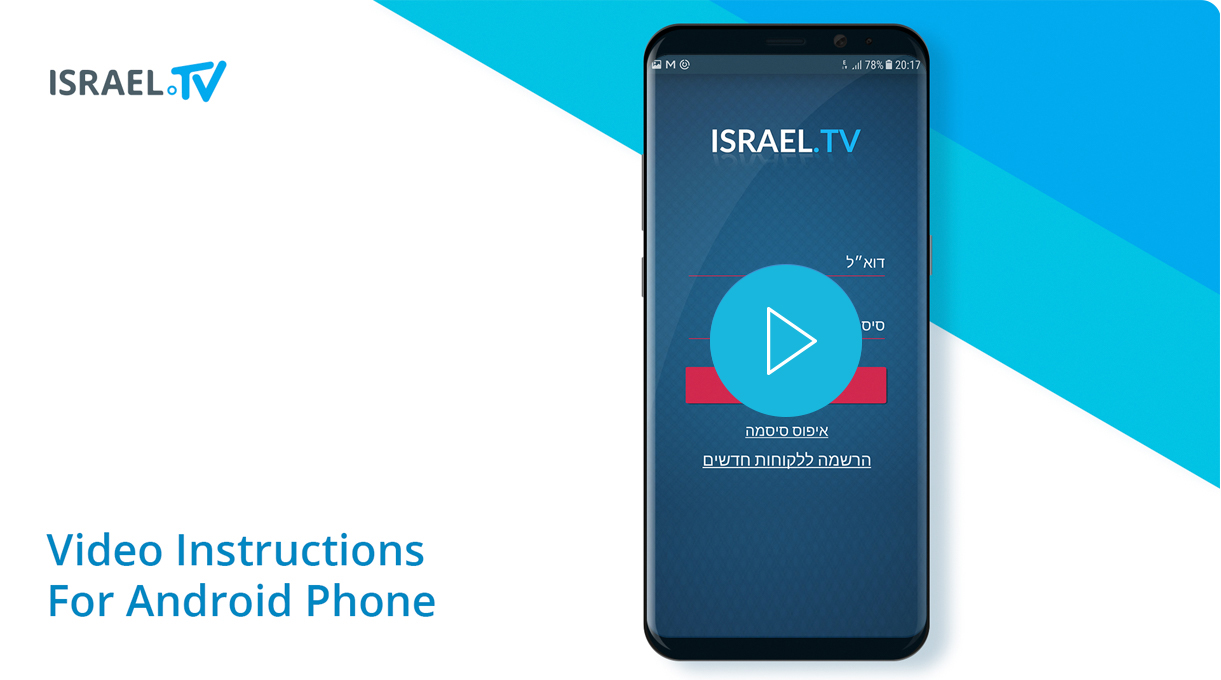 ISRAEL.TV
78% 20:17
ISRAEL.TV
דוא״ל
איפוס סיסמה
הרשמה ללקוחות חדשים
Video Instructions
For Android Phone